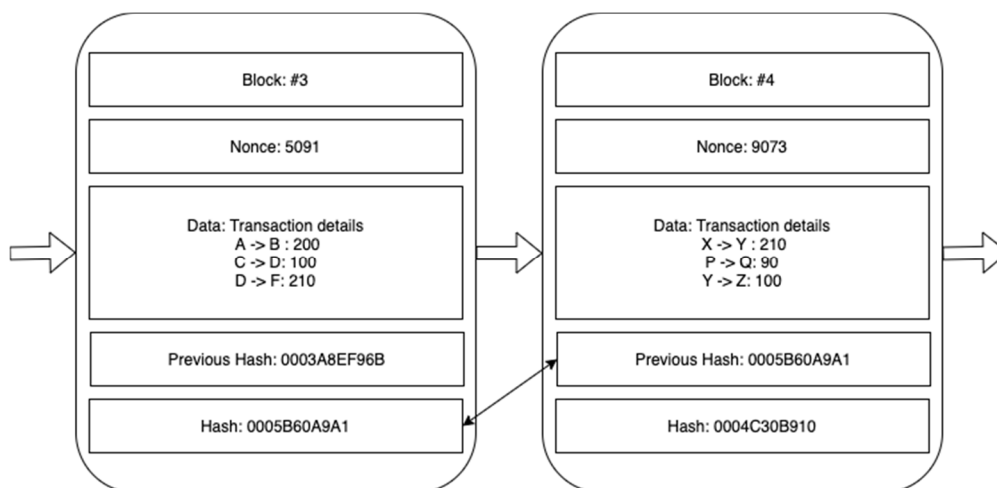 Block: #3
Nonce: 5091
Data: Transaction details
A -> B : 200
C -> D: 100
D -> F: 210
Previous Hash: 0003A8EF96B
Hash: 0005B60A9A1
Block: #4
Nonce: 9073
Data: Transaction details
X -> Y : 210
P -> Q: 90
Y -> Z: 100
Previous Hash: 0005B60A9A1
Hash: 0004C30B910